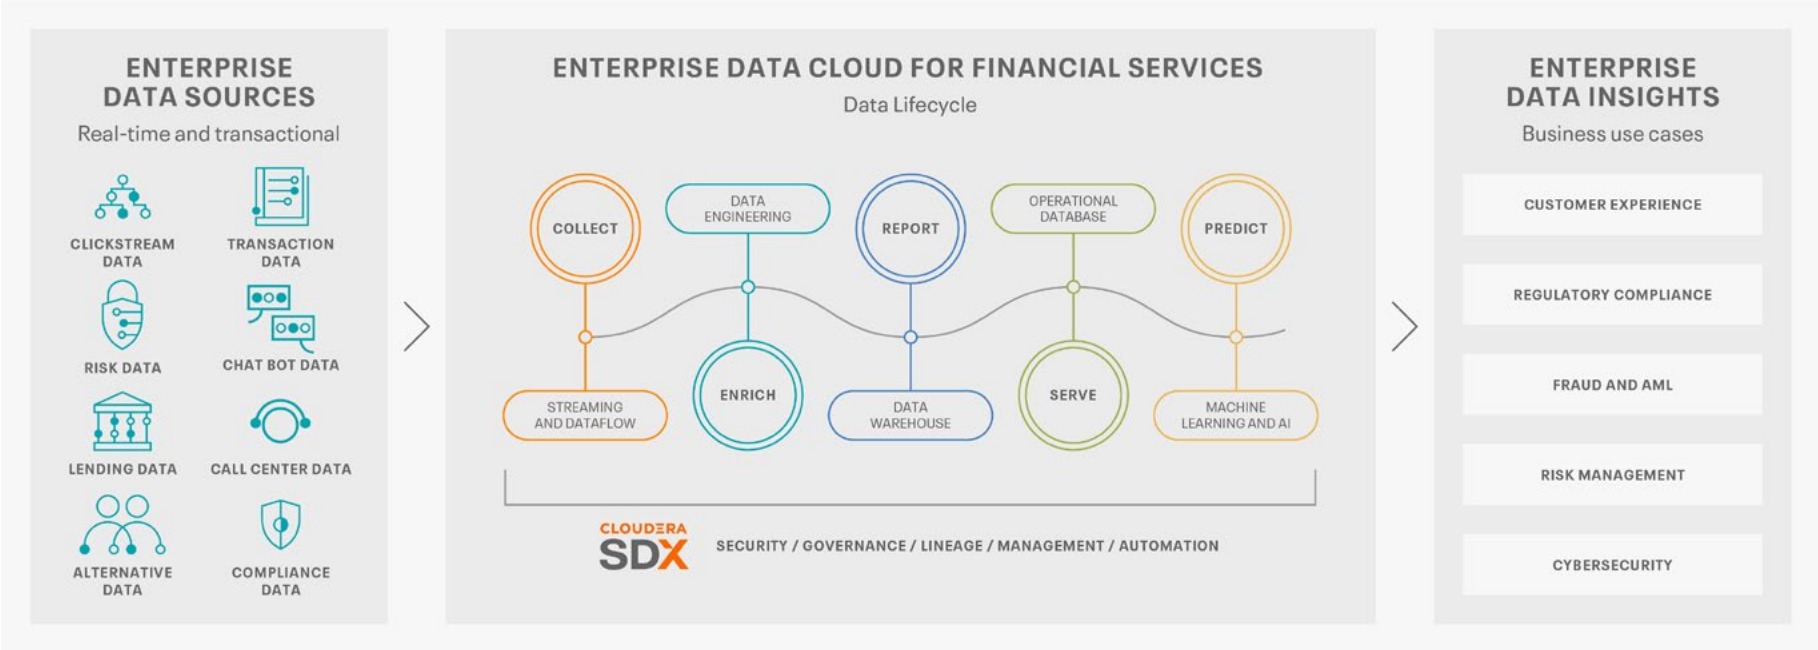 ENTERPRISE
DATA SOURCES
Real-time and transactional
CLICKSTREAM
DATA
TRANSACTION
DATA
RISK DATA
CHAT BOT DATA
LENDING DATA
CALL CENTER DATA
ALTERNATIVE
DATA
COMPLIANCE
DATA
ENTERPRISE DATA CLOUD FOR FINANCIAL SERVICES
Data Lifecycle
COLLECT
STREAMING
AND DATAFLOW
DATA
ENGINEERING
ENRICH
REPORT
DATA
WAREHOUSE
OPERATIONAL
DATABASE
SERVE
PREDICT
MACHINE
LEARNING AND AI
CLOUDERA
SDX
SECURITY / GOVERNANCE / LINEAGE / MANAGEMENT / AUTOMATION
ENTERPRISE
DATA INSIGHTS
Business use cases
CUSTOMER EXPERIENCE
REGULATORY COMPLIANCE
FRAUD AND AML
RISK MANAGEMENT
CYBERSECURITY